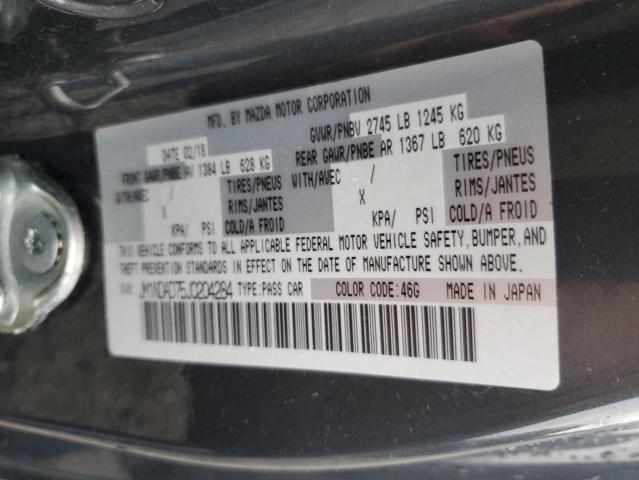 MFD. BY MAZDA MOTOR CORPORATION
DATE 02/18 GVWR/PNBV 2745 LB 1245 KG
FRONT GAWR/PNBE AV 1384 LB 628 KG REAR GAWR/PNBE AR 1367 LB 620 KG
WITH/AVEC / TIRES/PNEUS WITH/AVEC / TIRES/PNEUS
X RIMS/JANTES X RIMS/JANTES
KPA/ PSI COLD/A FROID KPA/ PSI COLD/A FROID
THIS VEHICLE CONFORMS TO ALL APPLICABLE FEDERAL MOTOR VEHICLE SAFETY, BUMPER, AND
THEFT PREVENTION STANDARDS IN EFFECT ON THE DATE OF MANUFACTURE SHOWN ABOVE.
JM1NDAD75J0204284 TYPE:PASS CAR COLOR CODE:46G MADE IN JAPAN